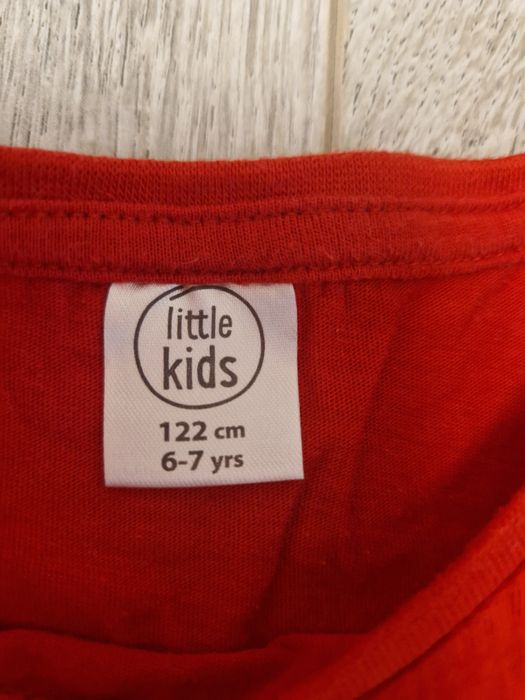 little
kids
122 cm
6-7 yrs